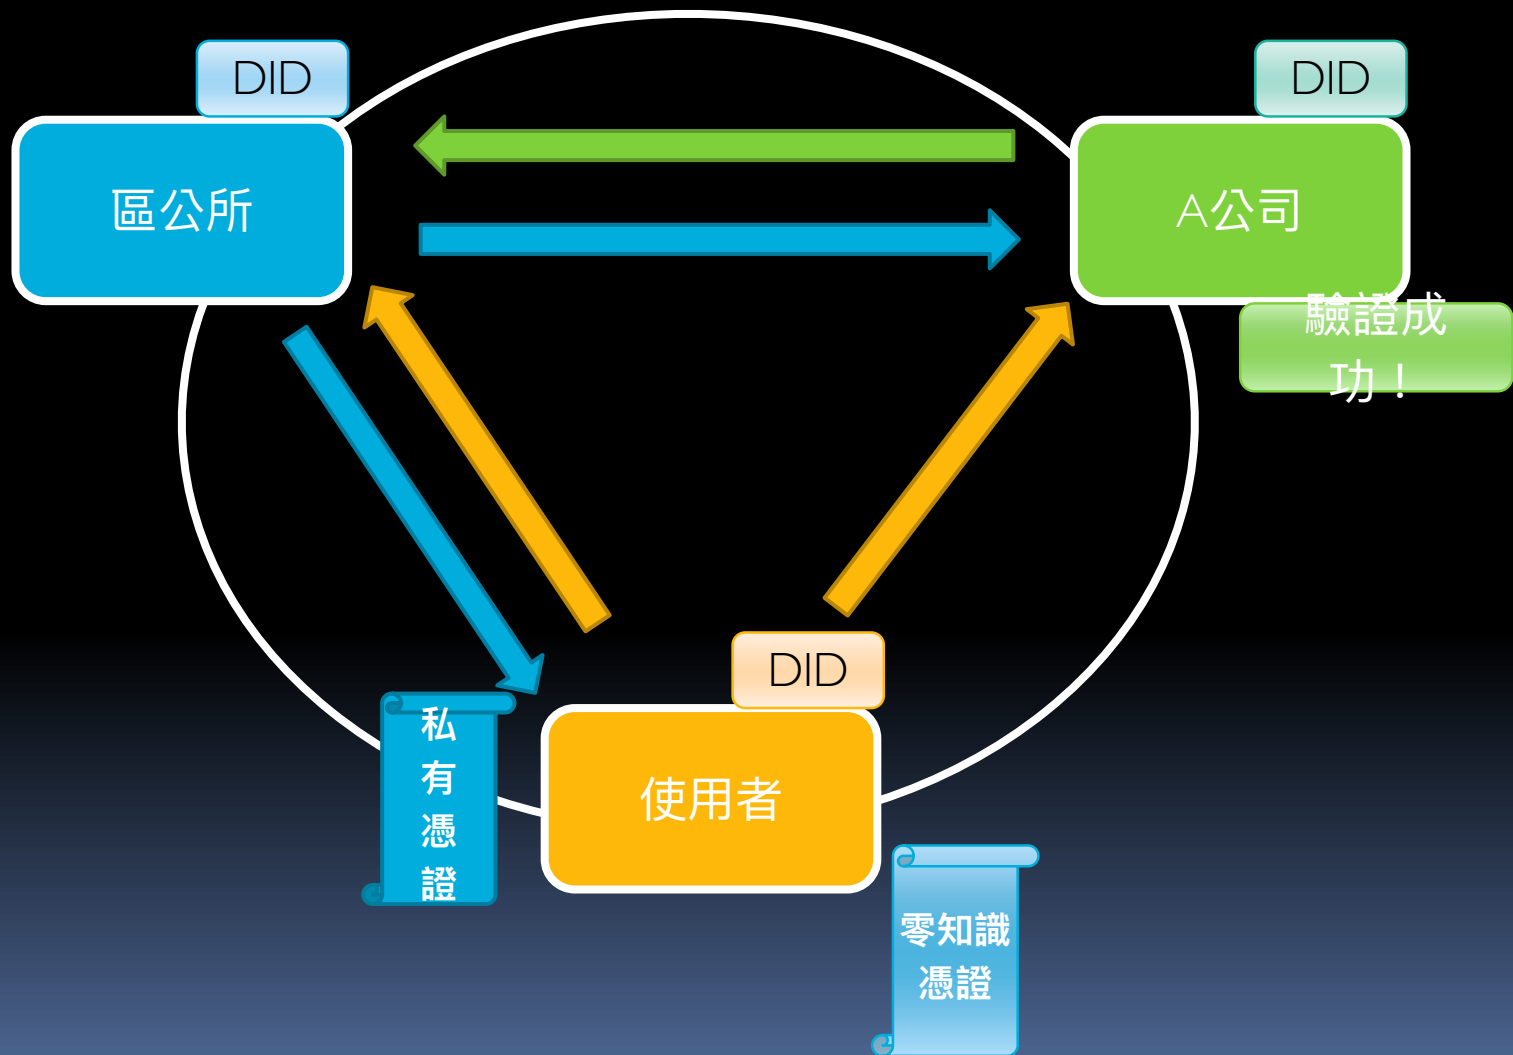 DID
區公所
DID
A公司
驗證成
功！
DID
使用者
私
有
憑
證
零知識
憑證